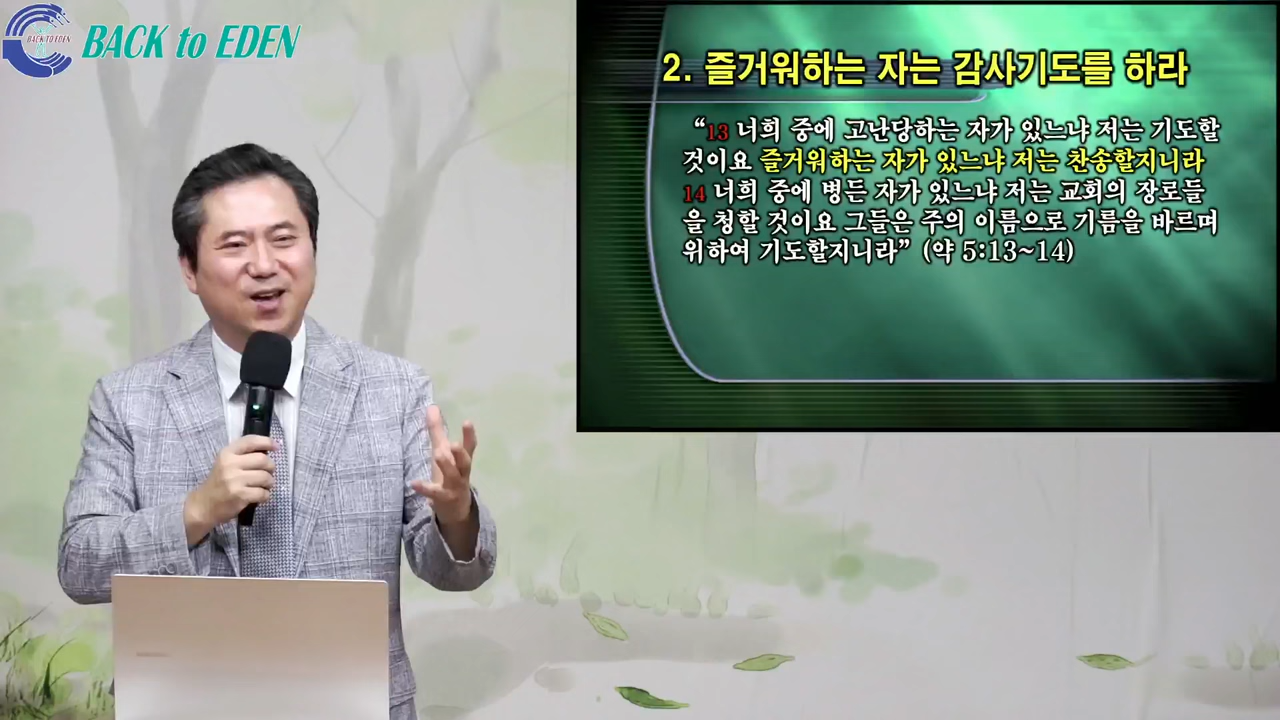 BACK TO EDEN
BACK to EDEN
2. 즐거워하는 자는 감사기도를 하라
“13 너희 중에 고난당하는 자가 있느냐 저는 기도할
것이요 즐거워하는 자가 있느냐 저는 찬송할지니라
14 너희 중에 병든 자가 있느냐 저는 교회의 장로들
을 청할 것이요 그들은 주의 이름으로 기름을 바르며
위하여 기도할지니라” (약 5:13~14)